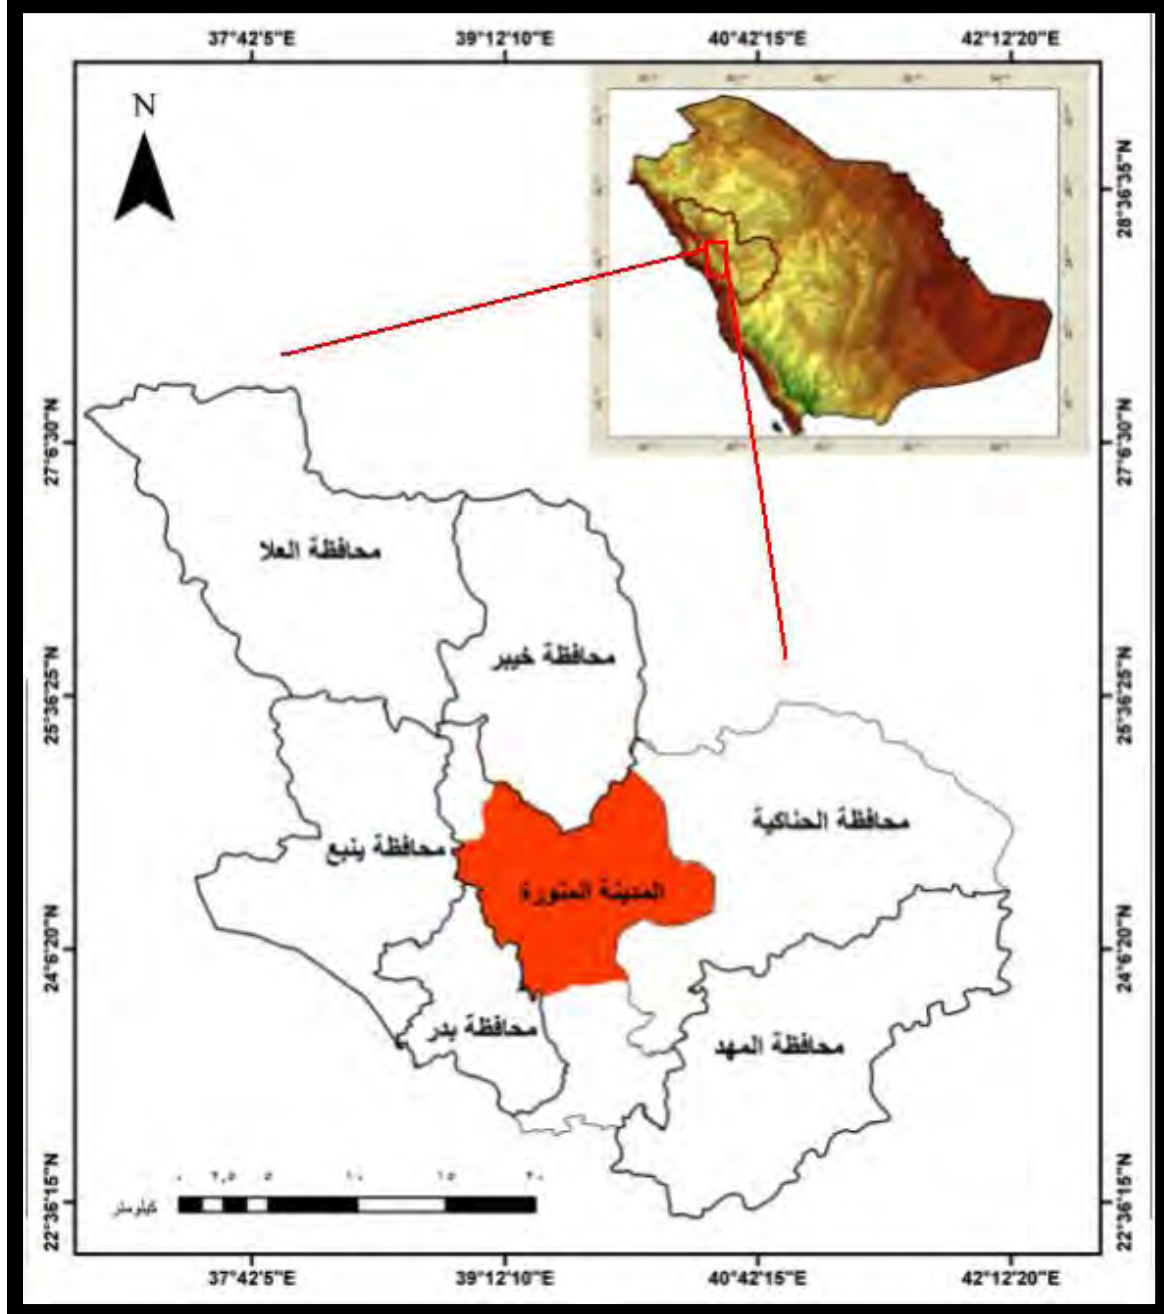 37°42'5"E 39°12'10"E 40°42'15"E 42°12'20"E
N
28°36'35"N
27°6'30"N 27°6'30"N
محافظة العلا
محافظة خيبر
25°36'25"N 25°36'25"N
محافظة الحناكية
محافظة ينبع
المدينة المنورة
24°6'20"N 24°6'20"N
محافظة بدر
محافظة المهد
٠ ٢,٥ ٥ ١٠ ١٥ ٢٠
كيلومتر
22°36'15"N 22°36'15"N
37°42'5"E 39°12'10"E 40°42'15"E 42°12'20"E